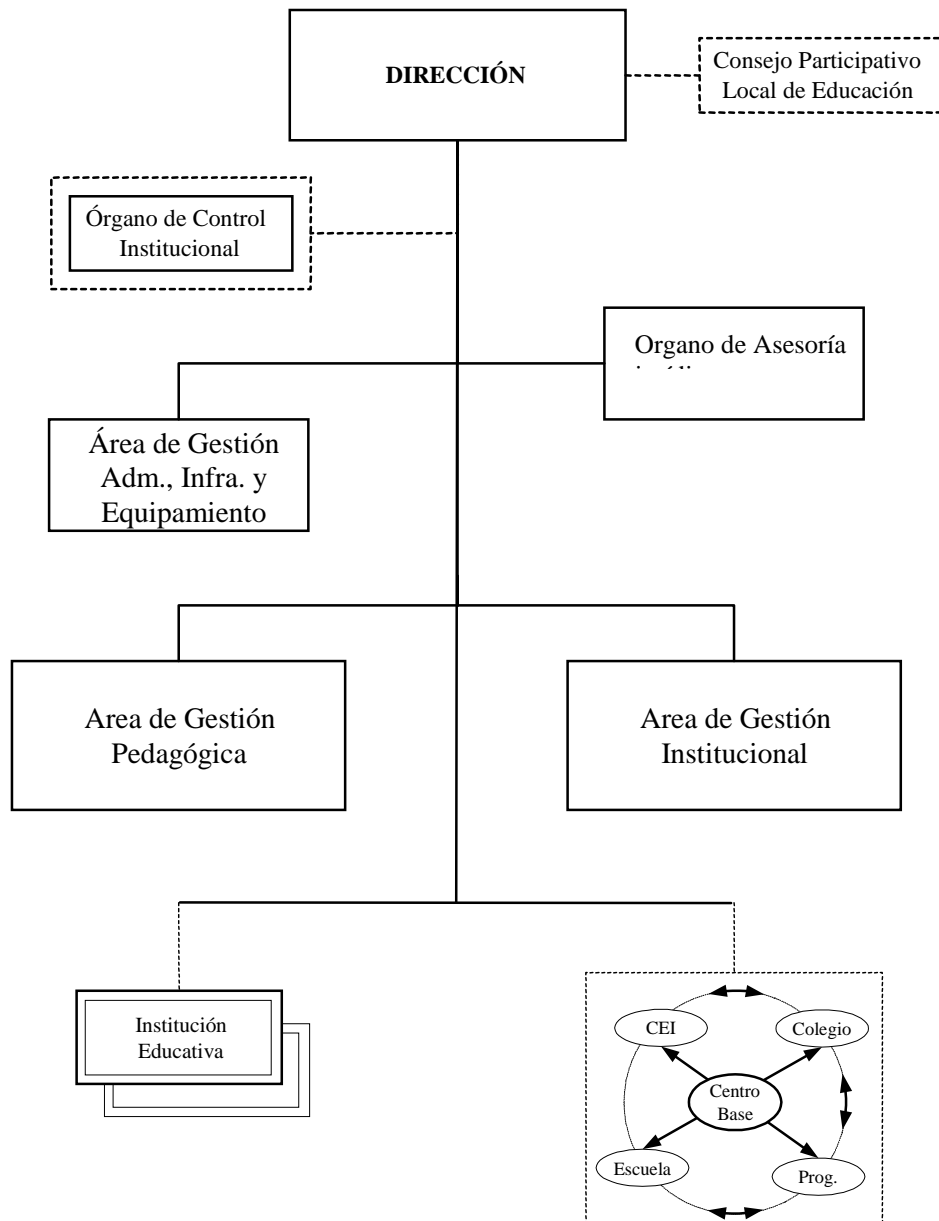 DIRECCIÓN
Consejo Participativo
Local de Educación
Órgano de Control
Institucional
Organo de Asesoría
Área de Gestión
Adm., Infra. y
Equipamiento
Area de Gestión
Pedagógica
Area de Gestión
Institucional
Institución
Educativa
CEI
Colegio
Centro
Base
Escuela
Prog.